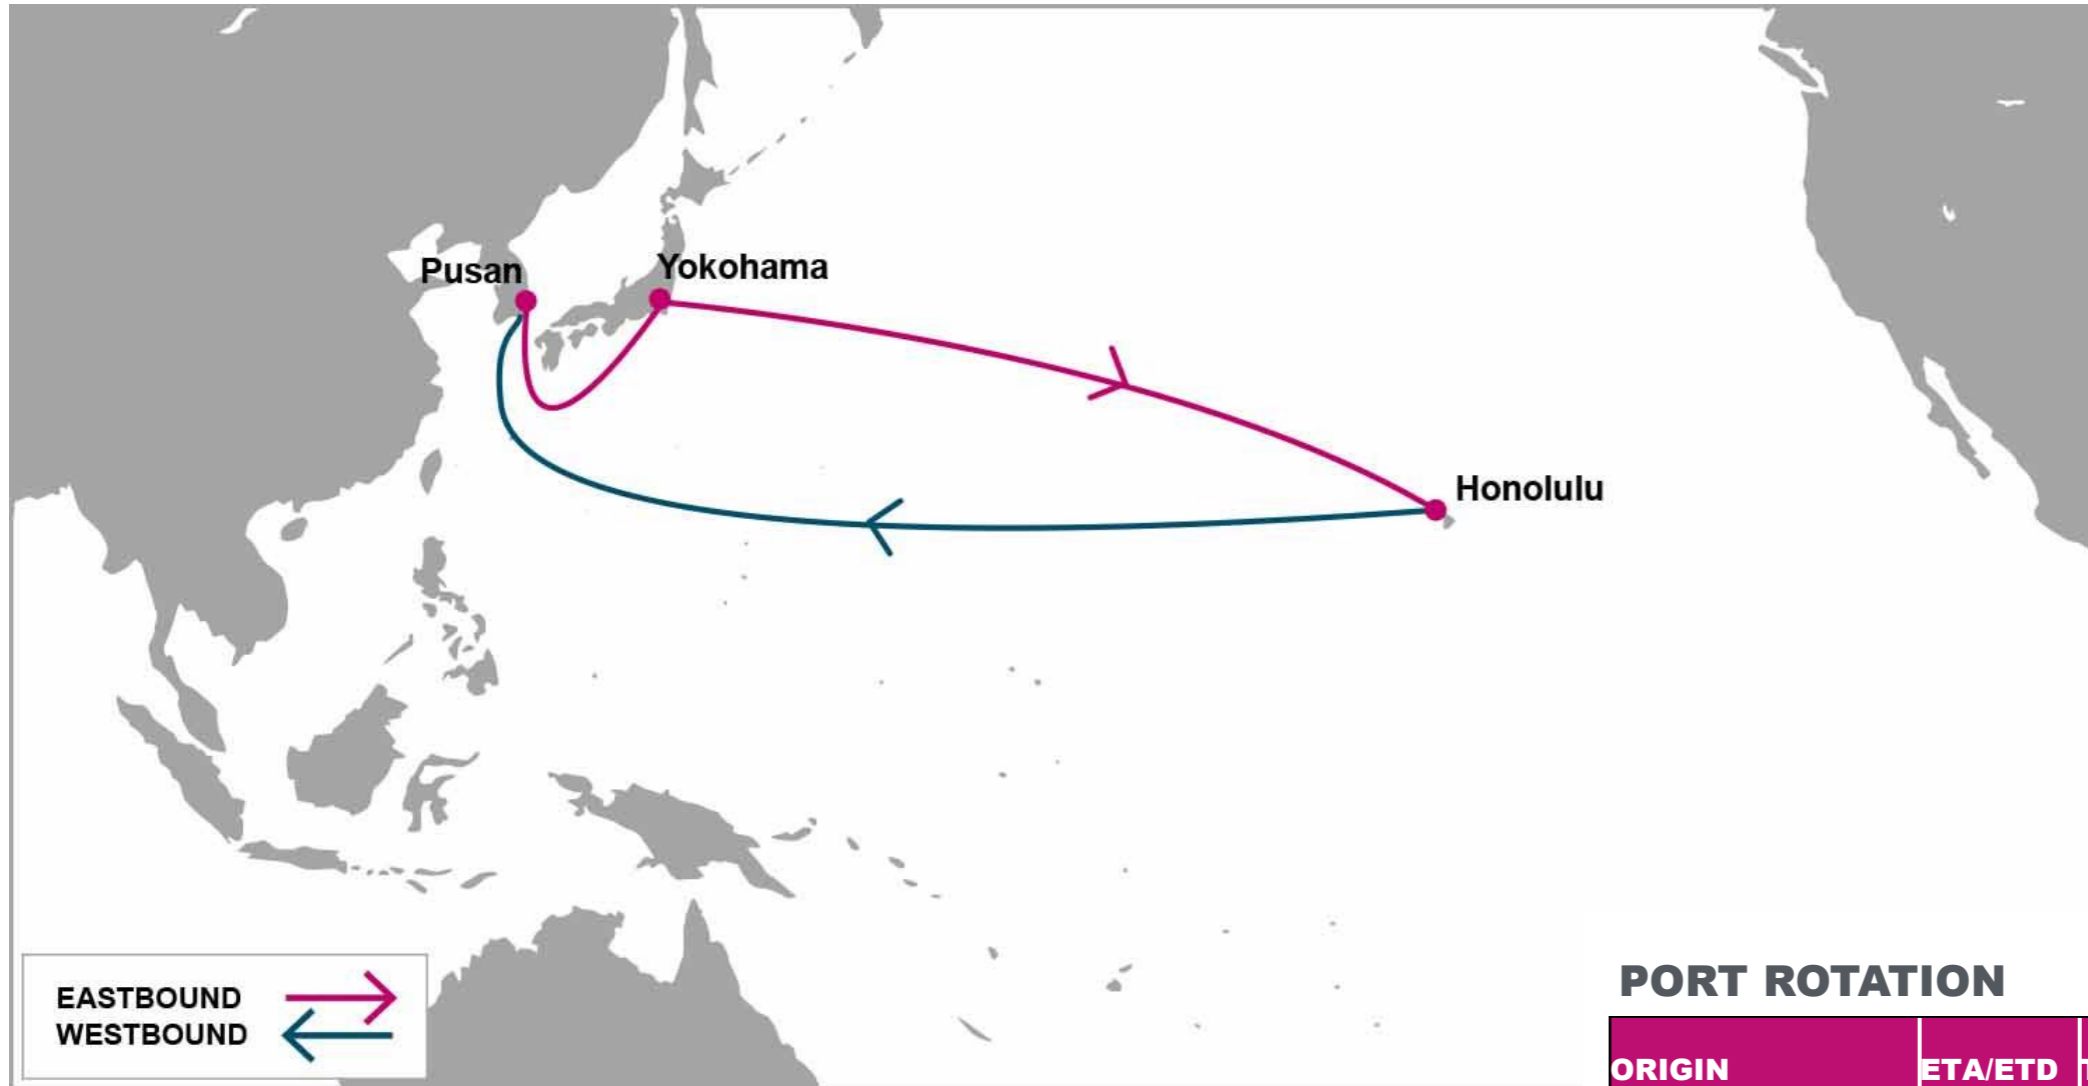 Pusan
Yokohama
Honolulu
EASTBOUND
WESTBOUND
PORT ROTATION
ORIGIN ETA/ETD